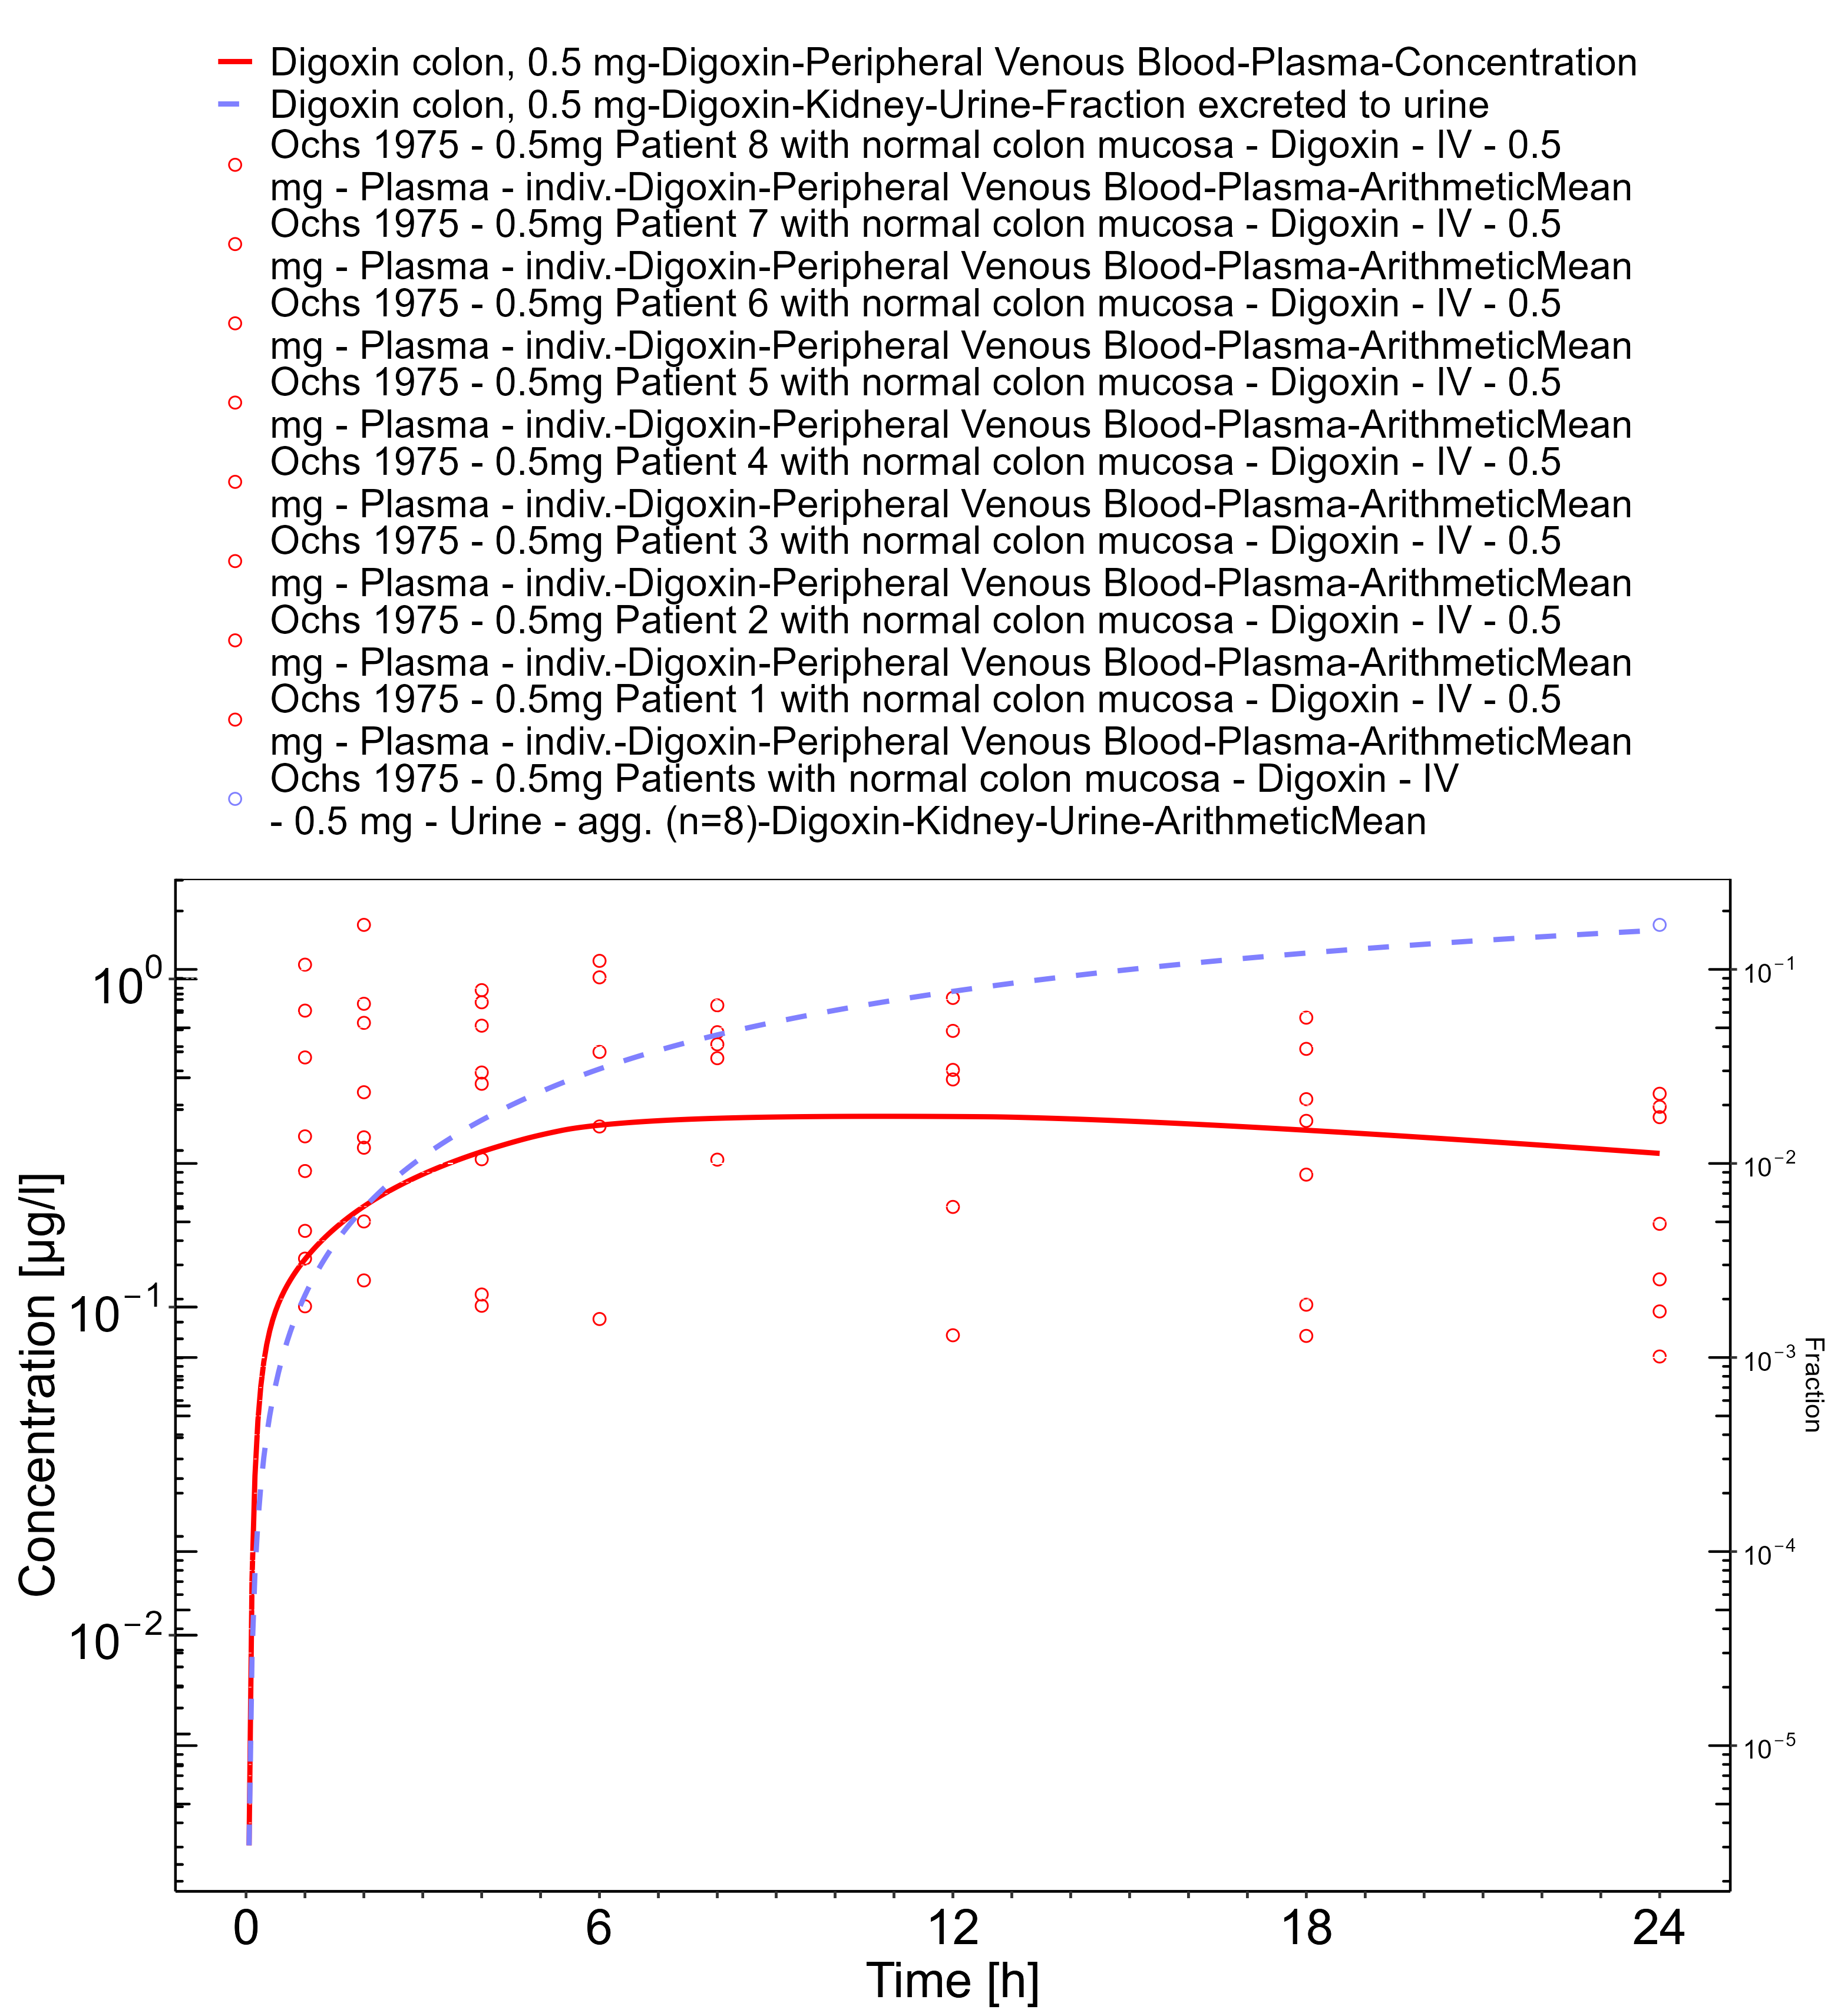 Digoxin colon, 0.5 mg-Digoxin-Peripheral Venous Blood-Plasma-Concentration
Digoxin colon, 0.5 mg-Digoxin-Kidney-Urine-Fraction excreted to urine
Ochs 1975 - 0.5mg Patient 8 with normal colon mucosa - Digoxin - IV - 0.5
mg - Plasma - indiv.-Digoxin-Peripheral Venous Blood-Plasma-ArithmeticMean
Ochs 1975 - 0.5mg Patient 7 with normal colon mucosa - Digoxin - IV - 0.5
mg - Plasma - indiv.-Digoxin-Peripheral Venous Blood-Plasma-ArithmeticMean
Ochs 1975 - 0.5mg Patient 6 with normal colon mucosa - Digoxin - IV - 0.5
mg - Plasma - indiv.-Digoxin-Peripheral Venous Blood-Plasma-ArithmeticMean
Ochs 1975 - 0.5mg Patient 5 with normal colon mucosa - Digoxin - IV - 0.5
mg - Plasma - indiv.-Digoxin-Peripheral Venous Blood-Plasma-ArithmeticMean
Ochs 1975 - 0.5mg Patient 4 with normal colon mucosa - Digoxin - IV - 0.5
mg - Plasma - indiv.-Digoxin-Peripheral Venous Blood-Plasma-ArithmeticMean
Ochs 1975 - 0.5mg Patient 3 with normal colon mucosa - Digoxin - IV - 0.5
mg - Plasma - indiv.-Digoxin-Peripheral Venous Blood-Plasma-ArithmeticMean
Ochs 1975 - 0.5mg Patient 2 with normal colon mucosa - Digoxin - IV - 0.5
mg - Plasma - indiv.-Digoxin-Peripheral Venous Blood-Plasma-ArithmeticMean
Ochs 1975 - 0.5mg Patient 1 with normal colon mucosa - Digoxin - IV - 0.5
mg - Plasma - indiv.-Digoxin-Peripheral Venous Blood-Plasma-ArithmeticMean
Ochs 1975 - 0.5mg Patients with normal colon mucosa - Digoxin - IV
- 0.5 mg - Urine - agg. (n=8)-Digoxin-Kidney-Urine-ArithmeticMean
Concentration [µg/l]
10⁰
10⁻¹
10⁻²
10⁻¹
10⁻²
10⁻³
10⁻⁴
10⁻⁵
Fraction
0 6 12 18 24
Time [h]